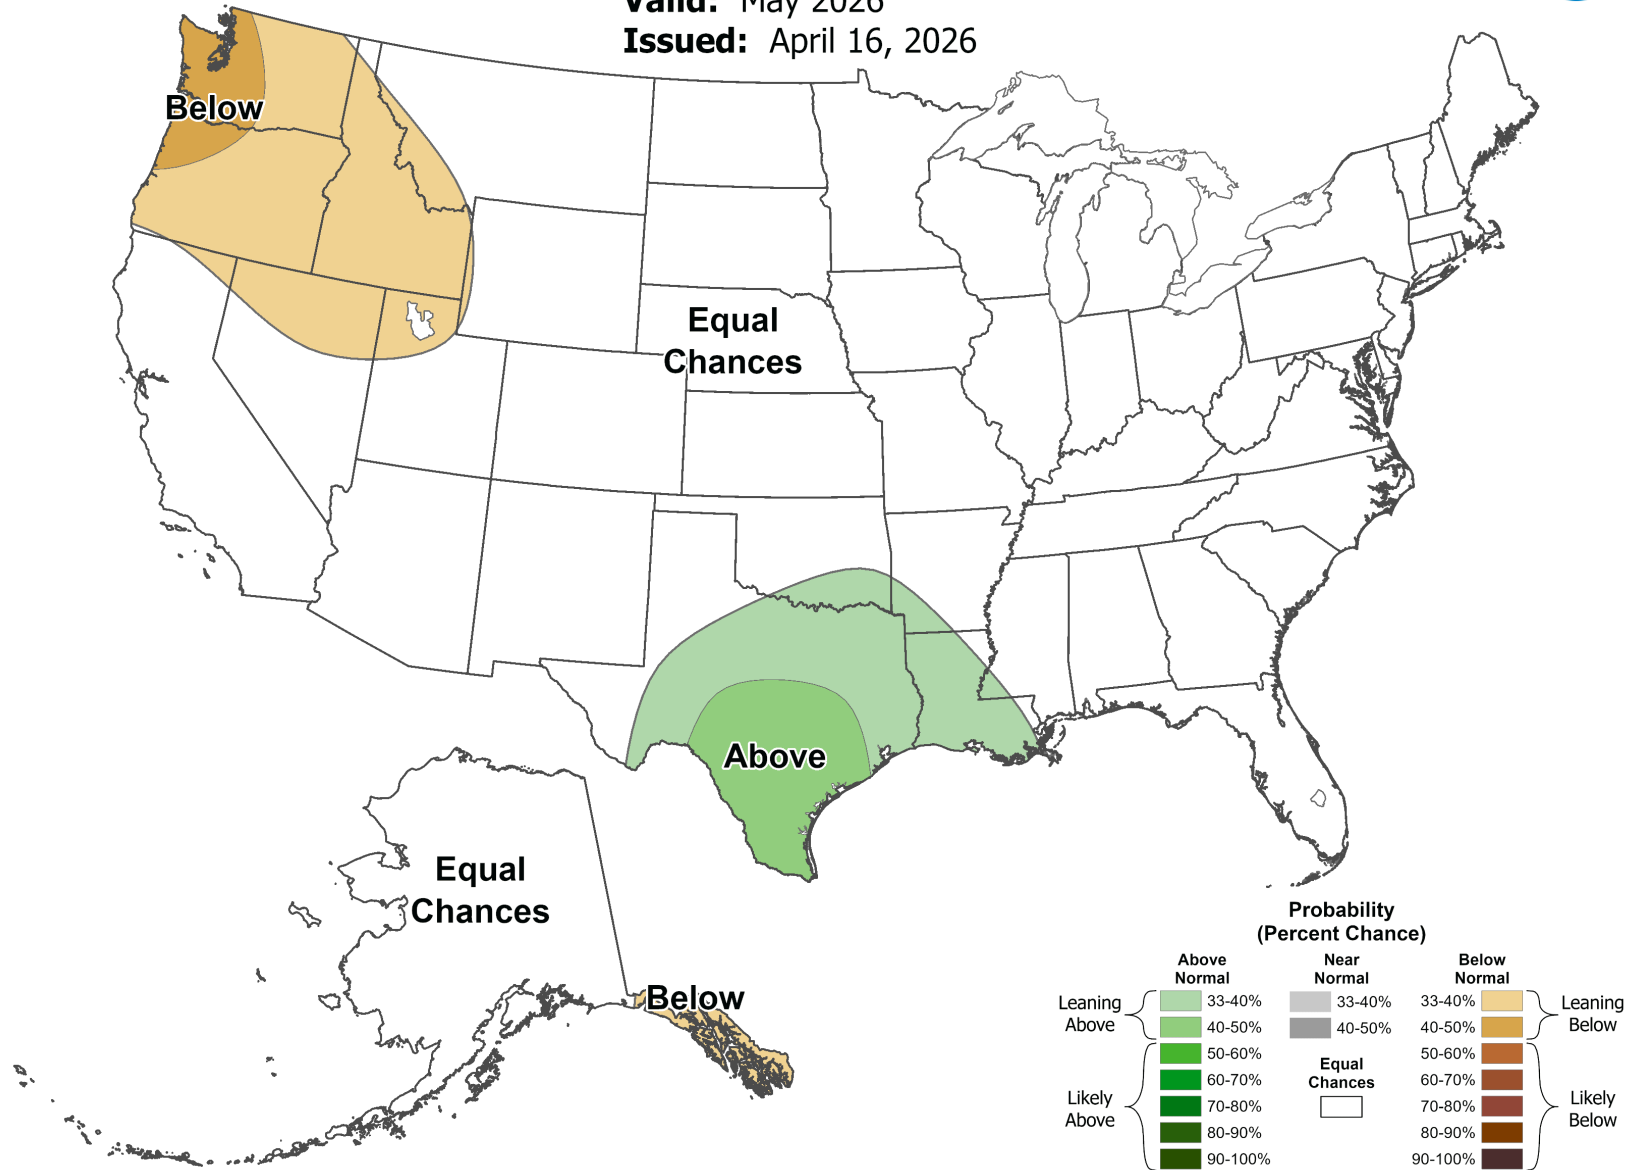 Valid: May 2026
Issued: April 16, 2026
Below
Equal
Chances
Above
Equal
Chances
Below
Probability
(Percent Chance)
Above
Normal
Near
Normal
Below
Normal
Leaning
Above
33-40%
40-50%
33-40%
40-50%
33-40%
40-50%
Leaning
Below
Likely
Above
50-60%
60-70%
70-80%
80-90%
90-100%
Equal
Chances
50-60%
60-70%
70-80%
80-90%
90-100%
Likely
Below